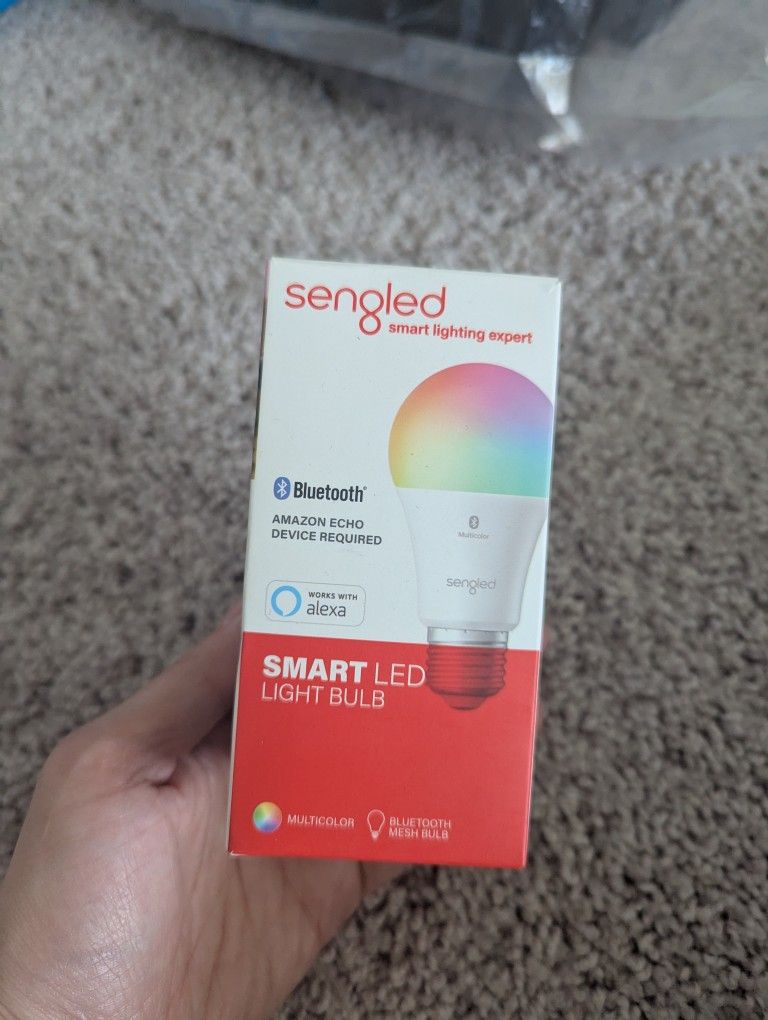 sengled
smart lighting expert
Bluetooth®
AMAZON ECHO
DEVICE REQUIRED
Multicolor
sengled
WORKS WITH
alexa
SMART LED
LIGHT BULB
MULTICOLOR
BLUETOOTH
MESH BULB